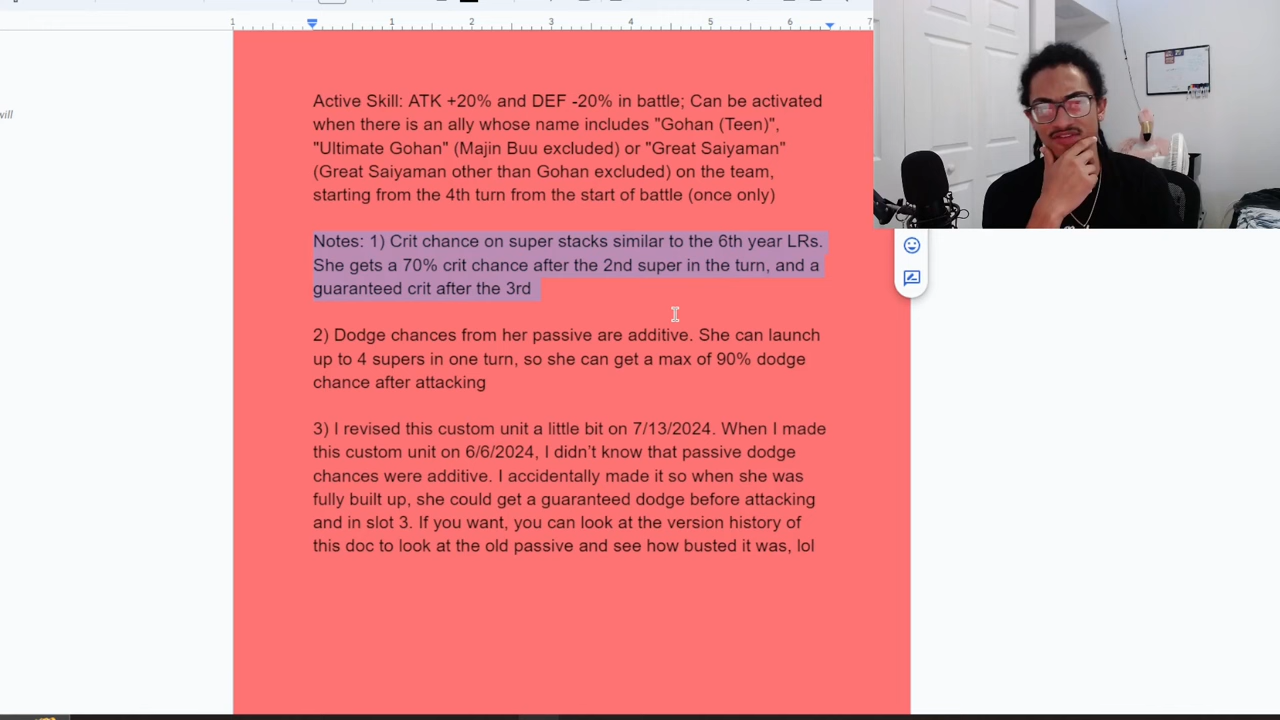 1 1 2 3 4 5 6 7
will
Active Skill: ATK +20% and DEF -20% in battle; Can be activated
when there is an ally whose name includes "Gohan (Teen)",
"Ultimate Gohan" (Majin Buu excluded) or "Great Saiyaman"
(Great Saiyaman other than Gohan excluded) on the team,
starting from the 4th turn from the start of battle (once only)
Notes: 1) Crit chance on super stacks similar to the 6th year LRs.
She gets a 70% crit chance after the 2nd super in the turn, and a
guaranteed crit after the 3rd
2) Dodge chances from her passive are additive. She can launch
up to 4 supers in one turn, so she can get a max of 90% dodge
chance after attacking
3) I revised this custom unit a little bit on 7/13/2024. When I made
this custom unit on 6/6/2024, I didn’t know that passive dodge
chances were additive. I accidentally made it so when she was
fully built up, she could get a guaranteed dodge before attacking
and in slot 3. If you want, you can look at the version history of
this doc to look at the old passive and see how busted it was, lol